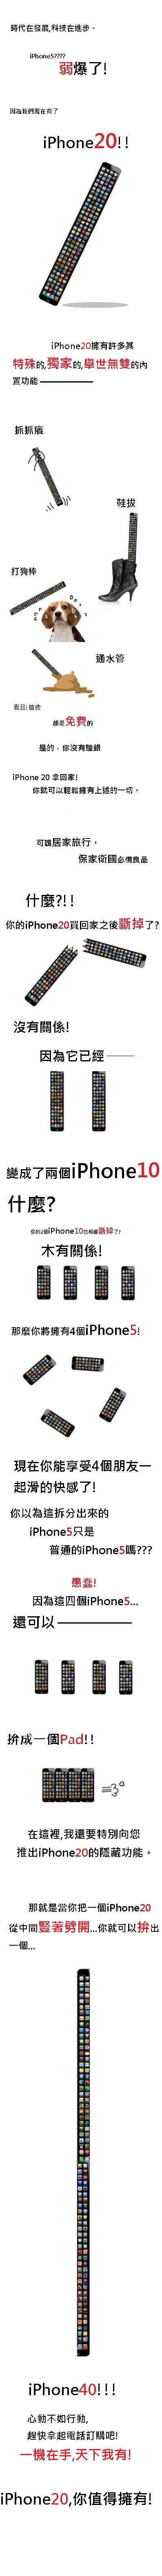 時代在發展,科技在進步。
iPhone5????
弱爆了!
因為我們現在有了
iPhone20!!
iPhone20擁有許多其
特殊的,獨家的,舉世無雙的內
置功能
抓抓癢
鞋拔
打狗棒
通水管
而且!這些
都是免費的
是的,你沒有聽錯
iPhone 20 拿回家!
你就可以輕鬆擁有上述的一切。
可謂居家旅行,
保家衛國必備良品
什麼?!!
你的iPhone20買回家之後斷掉了?
沒有關係!
因為它已經
變成了兩個iPhone10
什麼?
你的2個iPhone10也相繼斷掉了?
木有關係!
那麼你將擁有4個iPhone5!
現在你能享受4個朋友一
起滑的快感了!
你以為這拆分出來的
iPhone5只是
普通的iPhone5嗎???
愚蠢!
因為這四個iPhone5...
還可以
拚成一個Pad!!
在這裡,我還要特別向您
推出iPhone20的隱藏功能。
那就是當你把一個iPhone20
從中間豎著劈開...你就可以拚出
一個...
iPhone40!!!
心動不如行動,
趕快拿起電話訂購吧!
一機在手,天下我有!
iPhone20,你值得擁有!